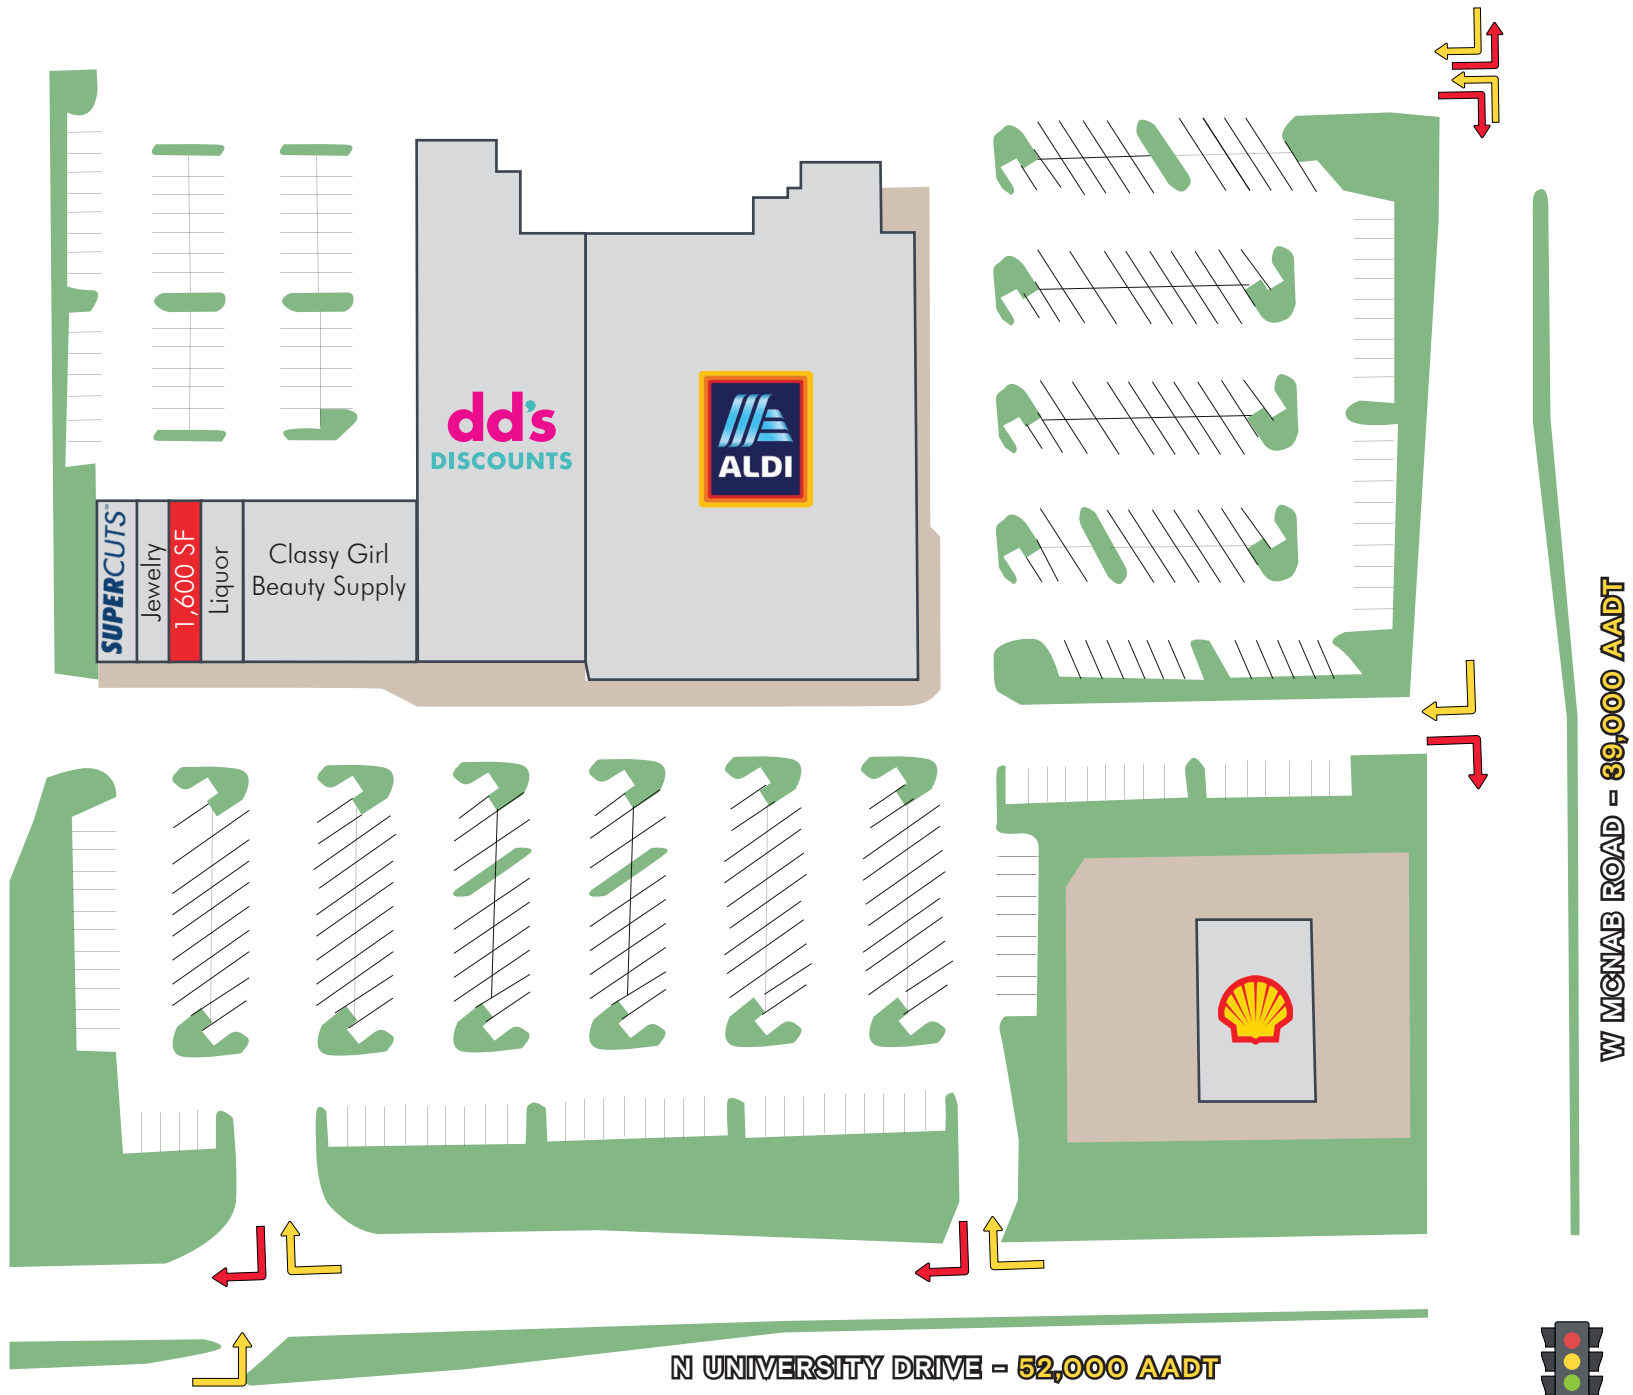 dd's
DISCOUNTS
ALDI
SUPERCUTS
Jewelry
1,600 SF
Liquor
Classy Girl
Beauty Supply
W MCNAB ROAD – 39,000 AADT
N UNIVERSITY DRIVE – 52,000 AADT